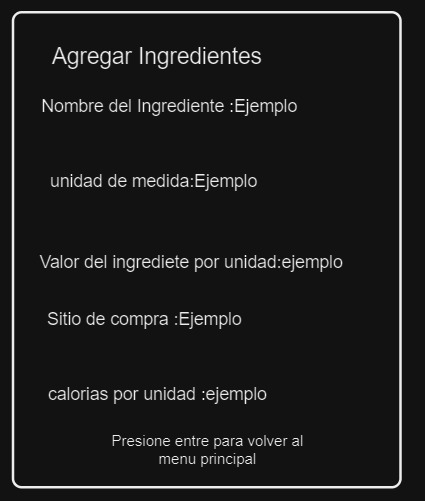 Agregar Ingredientes
Nombre del Ingrediente :Ejemplo
unidad de medida:Ejemplo
Valor del ingrediete por unidad:ejemplo
Sitio de compra :Ejemplo
calorias por unidad :ejemplo
Presione entre para volver al
menu principal